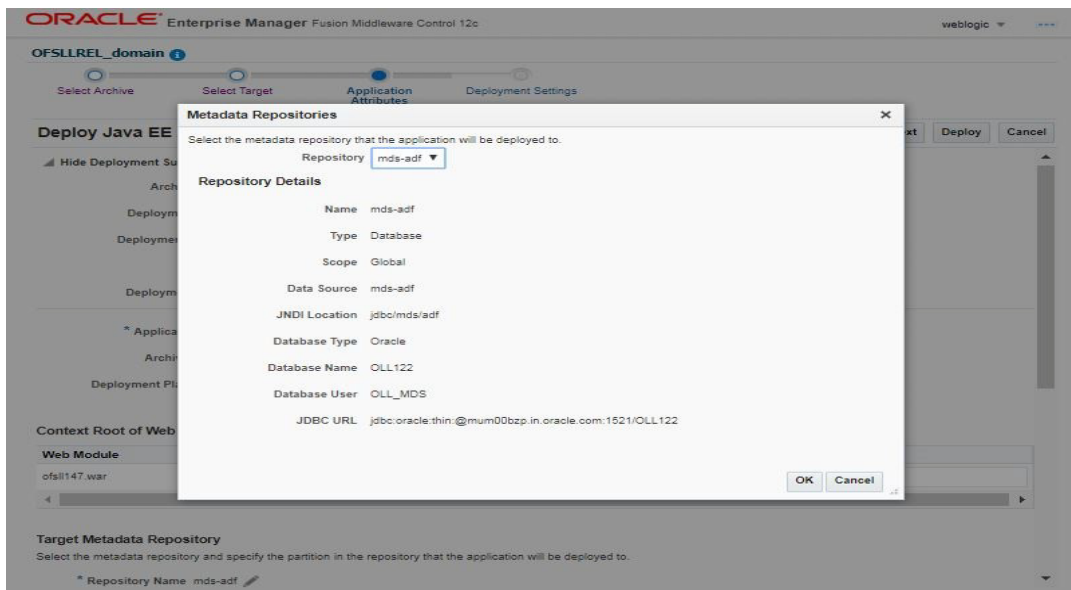 ORACLE® Enterprise Manager Fusion Middleware Control 12c
weblogic
OFSLLREL_domain
Select Archive
Select Target
Application Attributes
Deployment Settings
Deploy Java EE
Deploy
Cancel
Hide Deployment Su
Arch
Deploym
Deploymen
Deploym
* Applica
Archi
Deployment Pla
Metadata Repositories
Select the metadata repository that the application will be deployed to.
Repository mds-adf
Repository Details
Name mds-adf
Type Database
Scope Global
Data Source mds-adf
JNDI Location jdbc/mds/adf
Database Type Oracle
Database Name OLL122
Database User OLL_MDS
JDBC URL jdbc:oracle:thin:@mum00bzp.in.oracle.com:1521/OLL122
OK Cancel
Context Root of Web
Web Module
ofsll147.war
Target Metadata Repository
Select the metadata repository and specify the partition in the repository that the application will be deployed to.
* Repository Name mds-adf